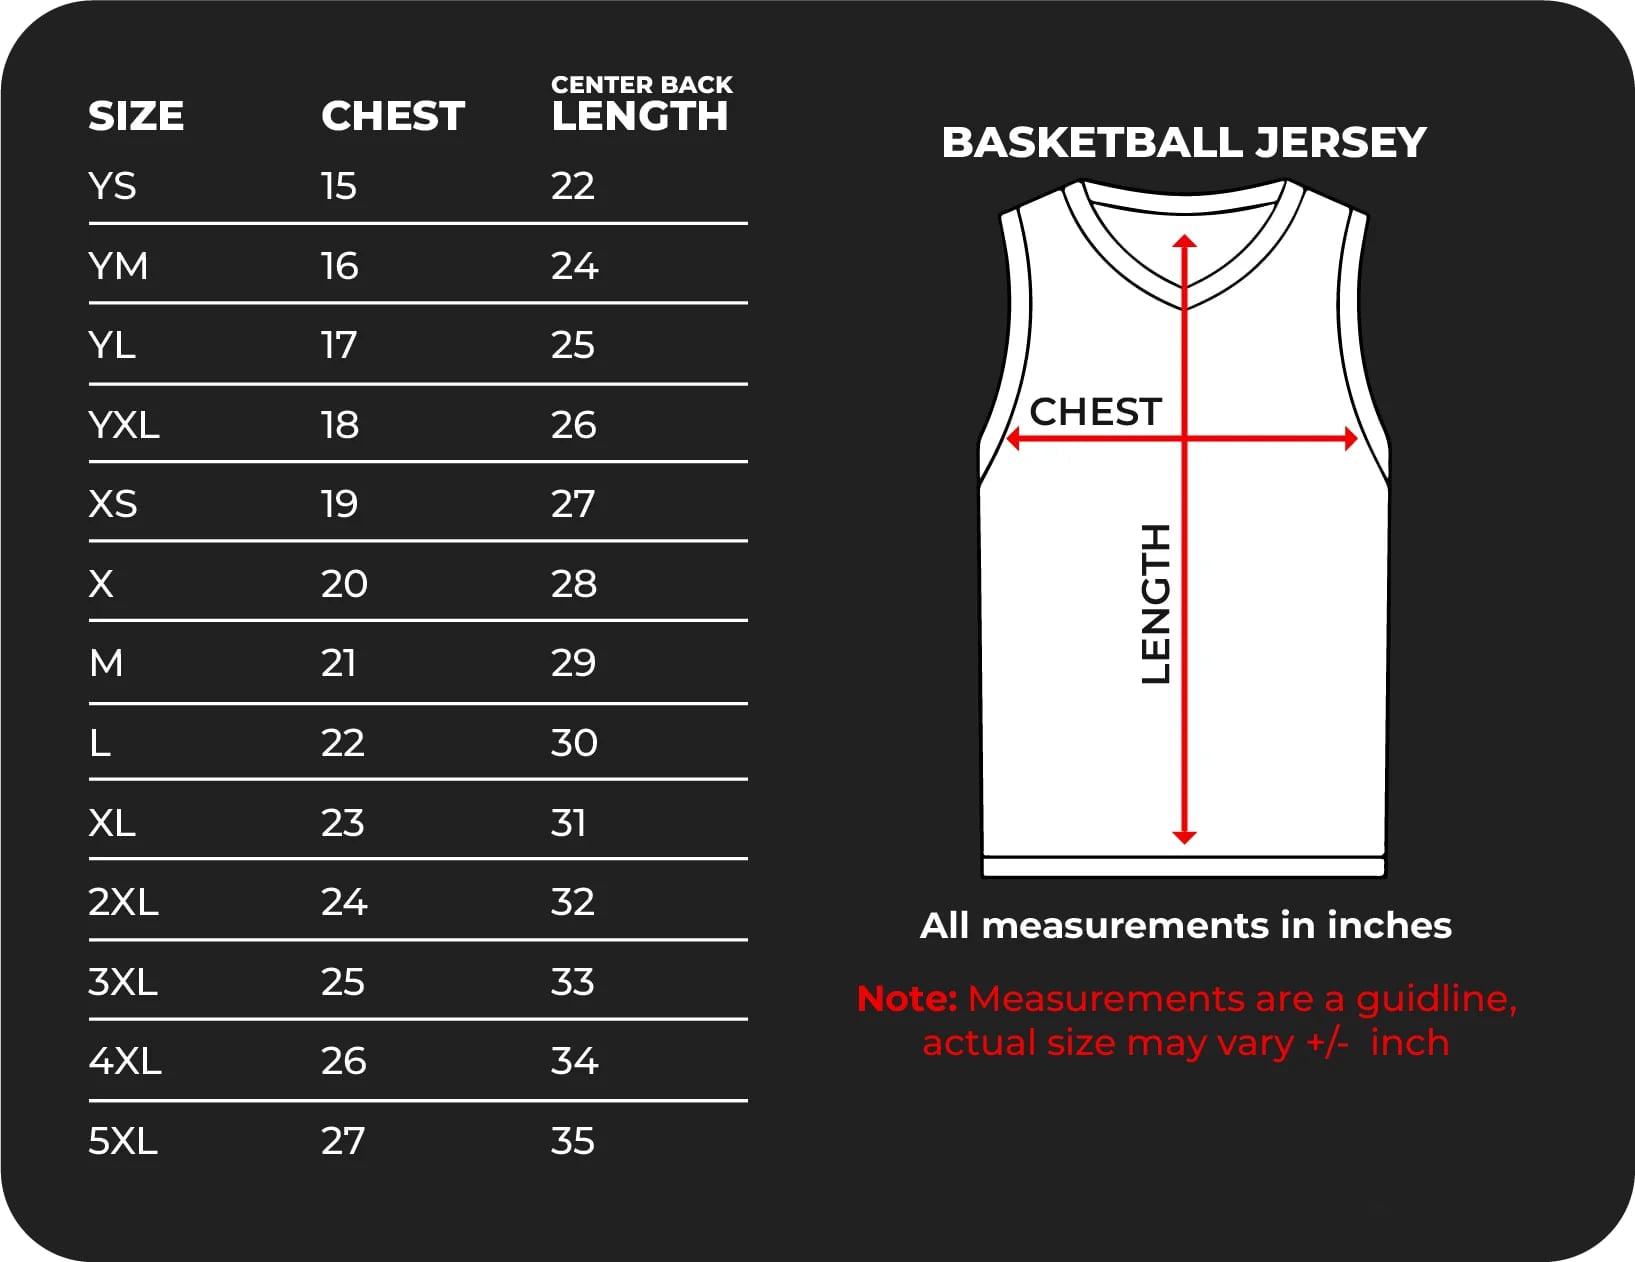 SIZE CHEST CENTER BACK LENGTH
YS 15 22
YM 16 24
YL 17 25
YXL 18 26
XS 19 27
X 20 28
M 21 29
L 22 30
XL 23 31
2XL 24 32
3XL 25 33
4XL 26 34
5XL 27 35
BASKETBALL JERSEY
CHEST
LENGTH
All measurements in inches
Note: Measurements are a guidline,
actual size may vary +/- inch